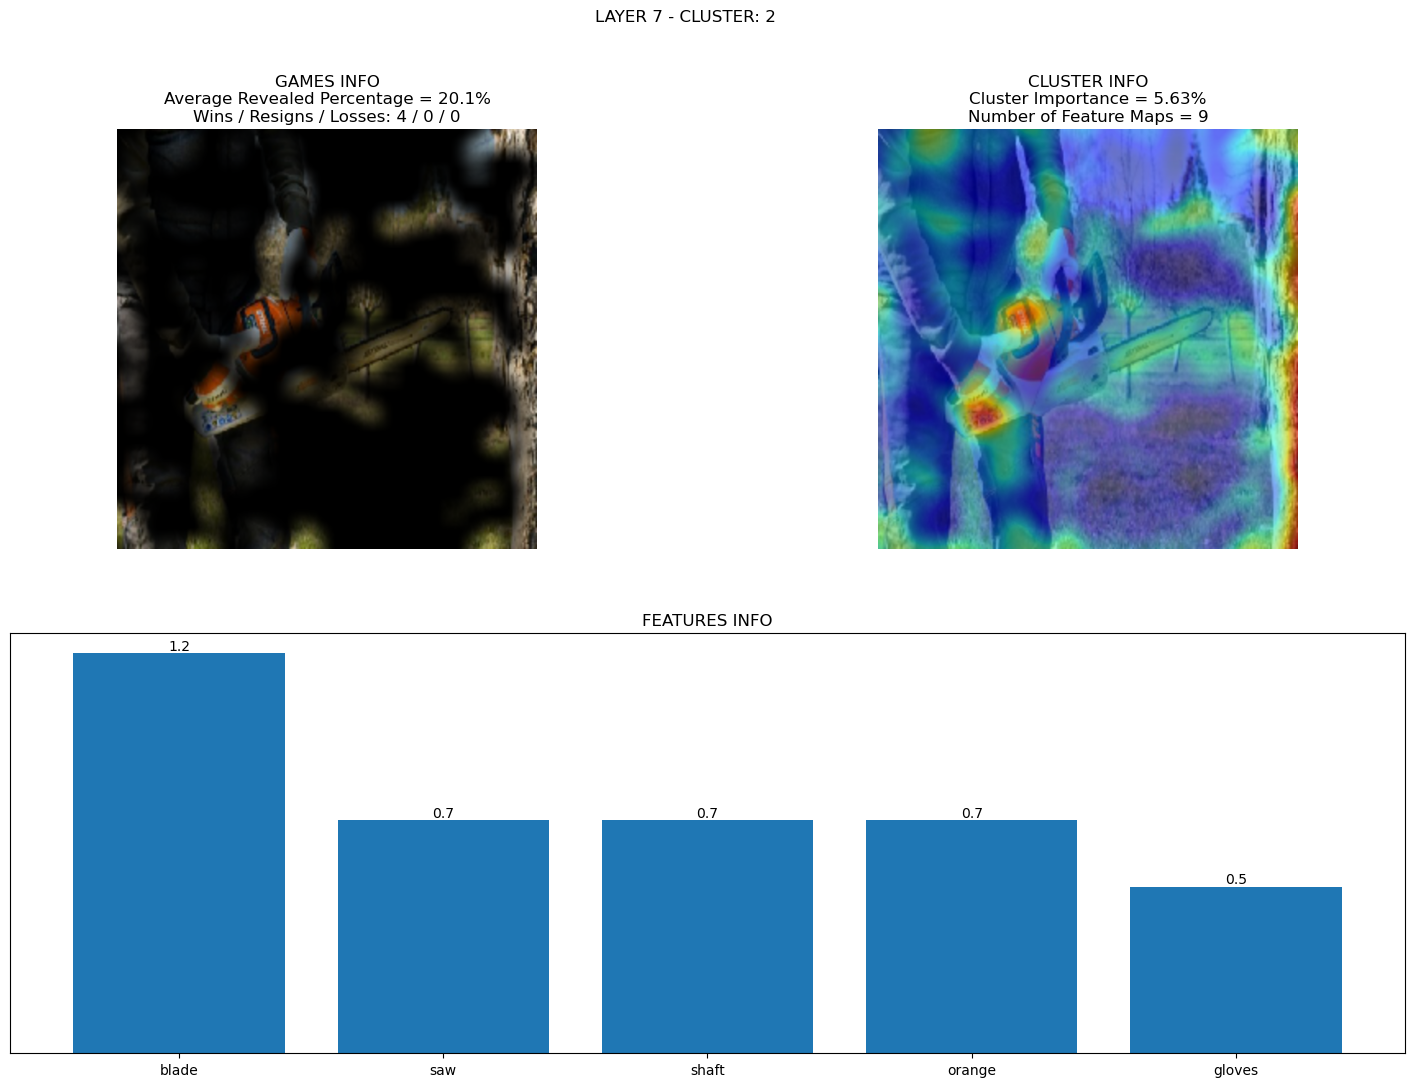 LAYER 7 - CLUSTER: 2
GAMES INFO
Average Revealed Percentage = 20.1%
Wins / Resigns / Losses: 4 / 0 / 0
CLUSTER INFO
Cluster Importance = 5.63%
Number of Feature Maps = 9
FEATURES INFO
1.2
0.7
0.7
0.7
0.5
blade
saw
shaft
orange
gloves